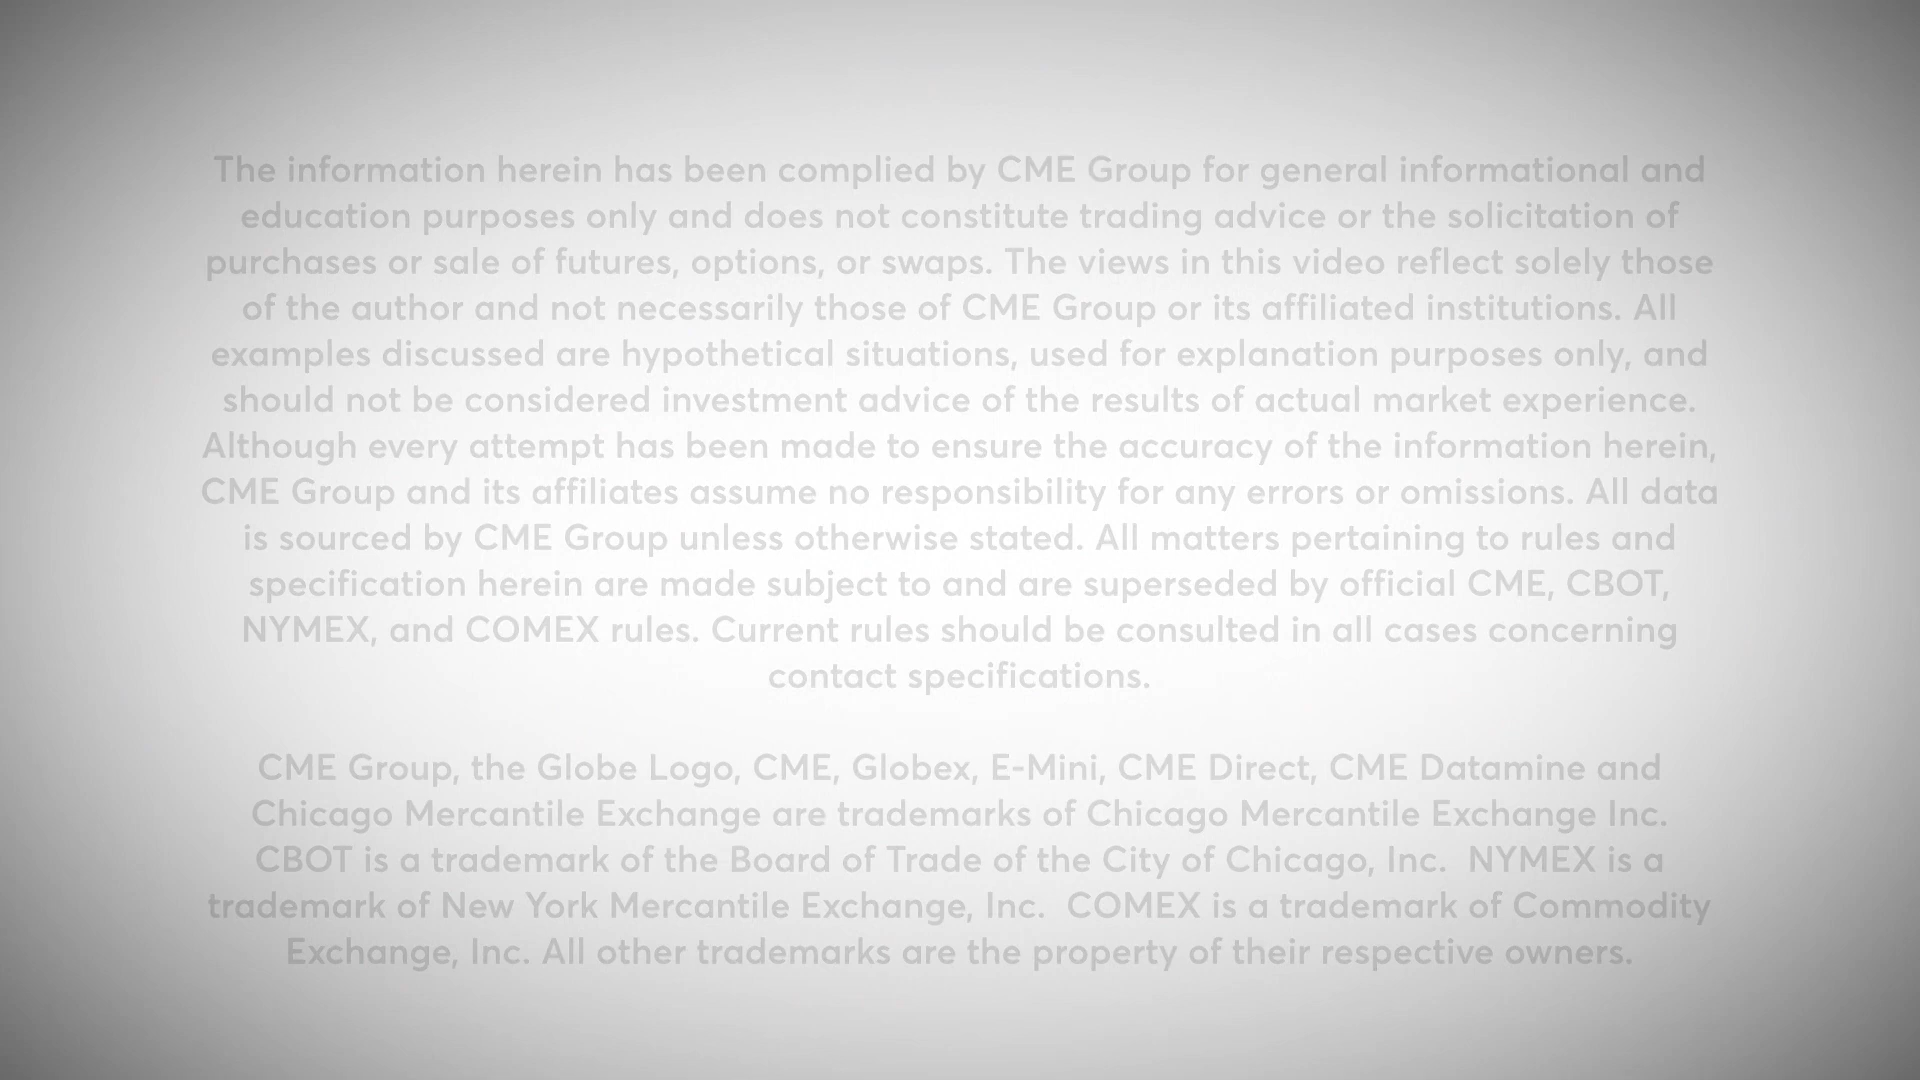 The information herein has been complied by CME Group for general informational and
education purposes only and does not constitute trading advice or the solicitation of
purchases or sale of futures, options, or swaps. The views in this video reflect solely those
of the author and not necessarily those of CME Group or its affiliated institutions. All
examples discussed are hypothetical situations, used for explanation purposes only, and
should not be considered investment advice of the results of actual market experience.
Although every attempt has been made to ensure the accuracy of the information herein,
CME Group and its affiliates assume no responsibility for any errors or omissions. All data
is sourced by CME Group unless otherwise stated. All matters pertaining to rules and
specification herein are made subject to and are superseded by official CME, CBOT,
NYMEX, and COMEX rules. Current rules should be consulted in all cases concerning
contact specifications.
CME Group, the Globe Logo, CME, Globex, E-Mini, CME Direct, CME Datamine and
Chicago Mercantile Exchange are trademarks of Chicago Mercantile Exchange Inc.
CBOT is a trademark of the Board of Trade of the City of Chicago, Inc.  NYMEX is a
trademark of New York Mercantile Exchange, Inc.  COMEX is a trademark of Commodity
Exchange, Inc. All other trademarks are the property of their respective owners.